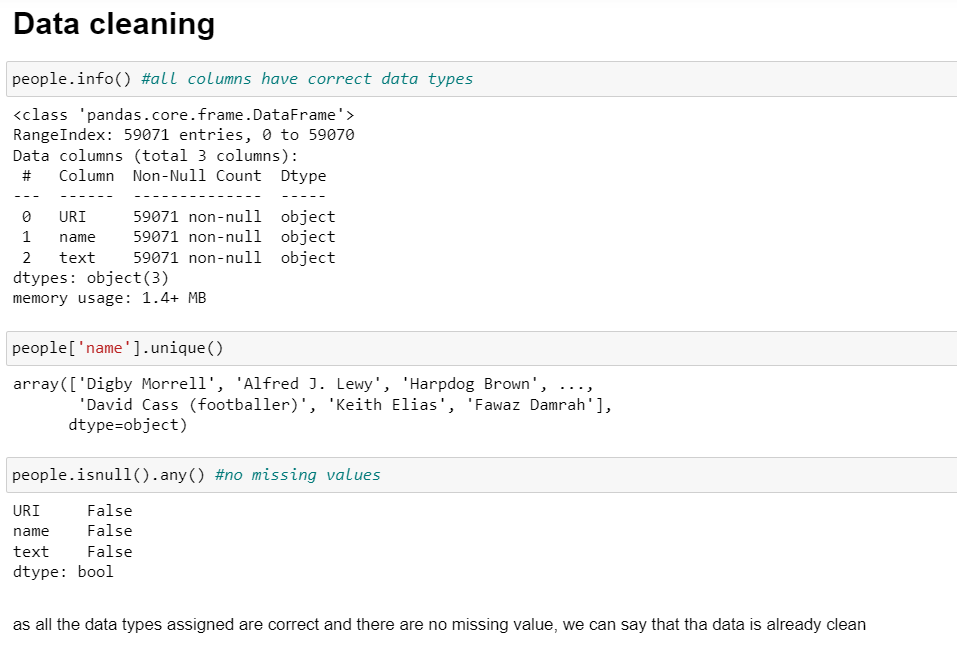 Data cleaning
people.info() #all columns have correct data types
<class 'pandas.core.frame.DataFrame'>
RangeIndex: 59071 entries, 0 to 59070
Data columns (total 3 columns):
 #   Column  Non-Null Count  Dtype
---  ------  --------------  -----
 0   URI     59071 non-null  object
 1   name    59071 non-null  object
 2   text    59071 non-null  object
dtypes: object(3)
memory usage: 1.4+ MB
people['name'].unique()
array(['Digby Morrell', 'Alfred J. Lewy', 'Harpdog Brown', ...,
       'David Cass (footballer)', 'Keith Elias', 'Fawaz Damrah'],
      dtype=object)
people.isnull().any() #no missing values
URI     False
name    False
text    False
dtype: bool
as all the data types assigned are correct and there are no missing value, we can say that tha data is already clean